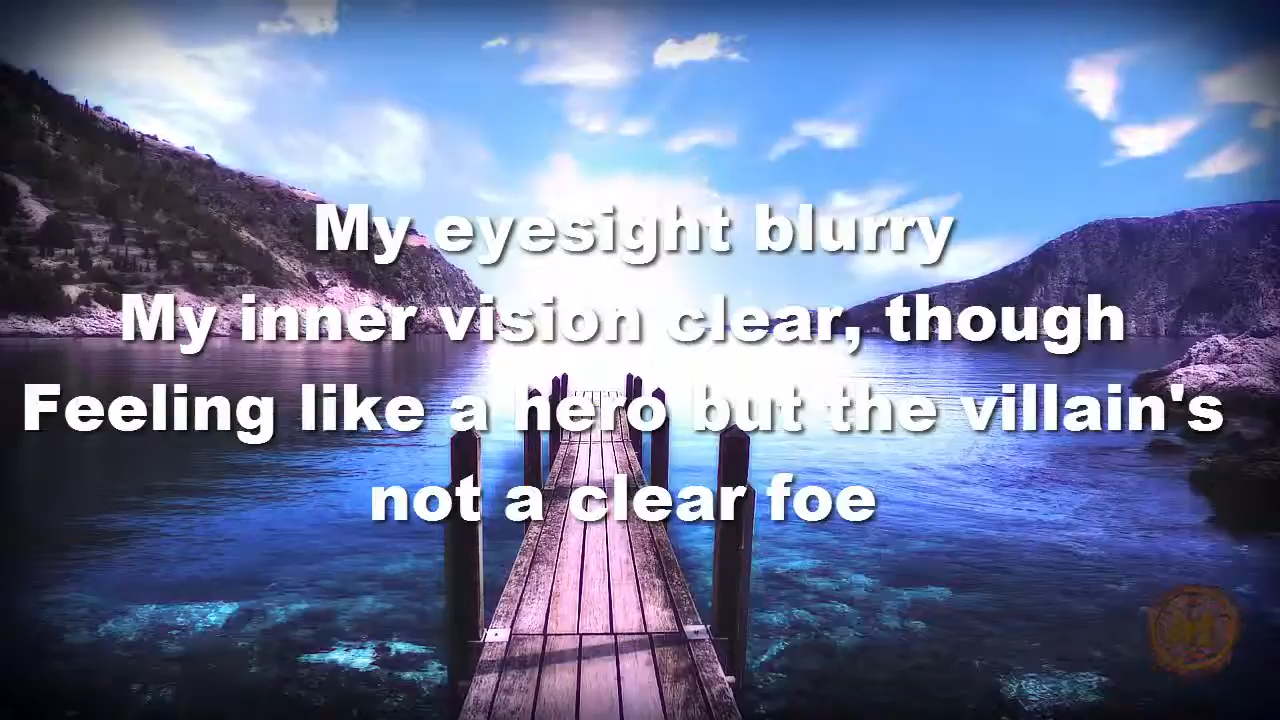 My eyesight blurry
My inner vision clear, though
Feeling like a hero but the villain's
not a clear foe